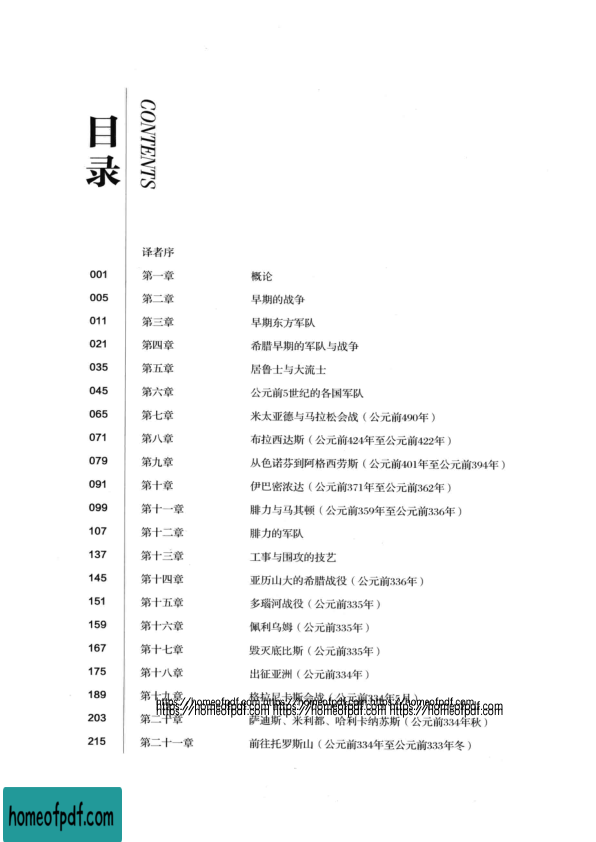 目录
CONTENTS
译者序
001 第一章 概论
005 第二章 早期的战争
011 第三章 早期东方军队
021 第四章 希腊早期的军队与战争
035 第五章 居鲁士与大流士
045 第六章 公元前5世纪的各国军队
065 第七章 米太亚德与马拉松会战（公元前490年）
071 第八章 布拉西达斯（公元前424年至公元前422年）
079 第九章 从色诺芬到阿格西劳斯（公元前401年至公元前394年）
091 第十章 伊巴密浓达（公元前371年至公元前362年）
099 第十一章 腓力与马其顿（公元前359年至公元前336年）
107 第十二章 腓力的军队
137 第十三章 工事与围攻的技艺
145 第十四章 亚历山大的希腊战役（公元前336年）
151 第十五章 多瑙河战役（公元前335年）
159 第十六章 佩利乌姆（公元前335年）
167 第十七章 毁灭底比斯（公元前335年）
175 第十八章 出征亚洲（公元前334年）
189 第十九章 格拉尼卡斯会战（公元前334年5月）
https://homeofpdf.com https://homeofpdf.com https://homeofpdf.com
https://homeofpdf.com https://homeofpdf.com https://homeofpdf.com
203 第二十章 萨迪斯、米利都、哈利卡纳苏斯（公元前334年秋）
215 第二十一章 前往托罗斯山（公元前334年至公元前333年冬）
homeofpdf.com